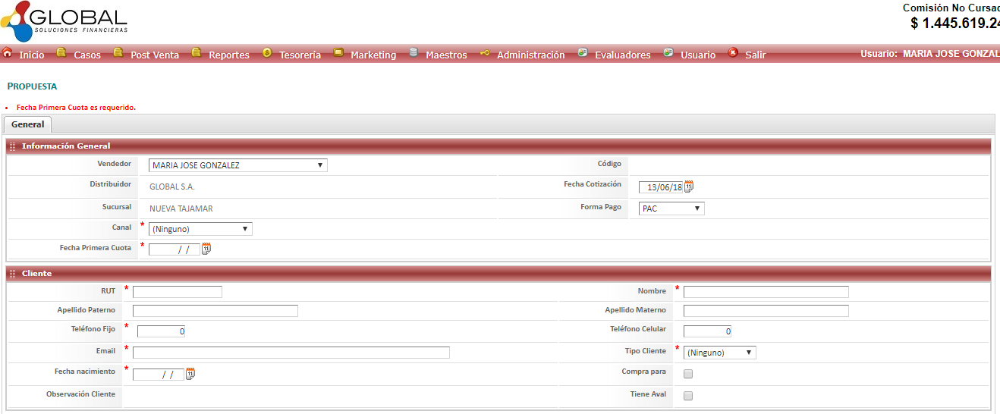 GLOBAL
SOLUCIONES FINANCIERAS
Comisión No Cursad
$ 1.445.619.24
Inicio Casos Post Venta Reportes Tesorería Marketing Maestros Administración Evaluadores Usuario Salir Usuario: MARIA JOSE GONZAL
PROPUESTA
• Fecha Primera Cuota es requerido.
General
Información General
Vendedor MARIA JOSE GONZALEZ Código
Distribuidor GLOBAL S.A. Fecha Cotización 13/06/18
Sucursal NUEVA TAJAMAR Forma Pago PAC
Canal * (Ninguno)
Fecha Primera Cuota * / /
Cliente
RUT * Nombre *
Apellido Paterno Apellido Materno
Teléfono Fijo * 0 Teléfono Celular 0
Email * Tipo Cliente * (Ninguno)
Fecha nacimiento * / / Compra para
Observación Cliente Tiene Aval